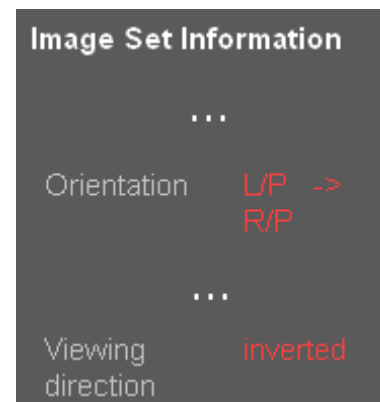 Image Set Information
...
Orientation L/P ->
R/P
...
Viewing inverted
direction